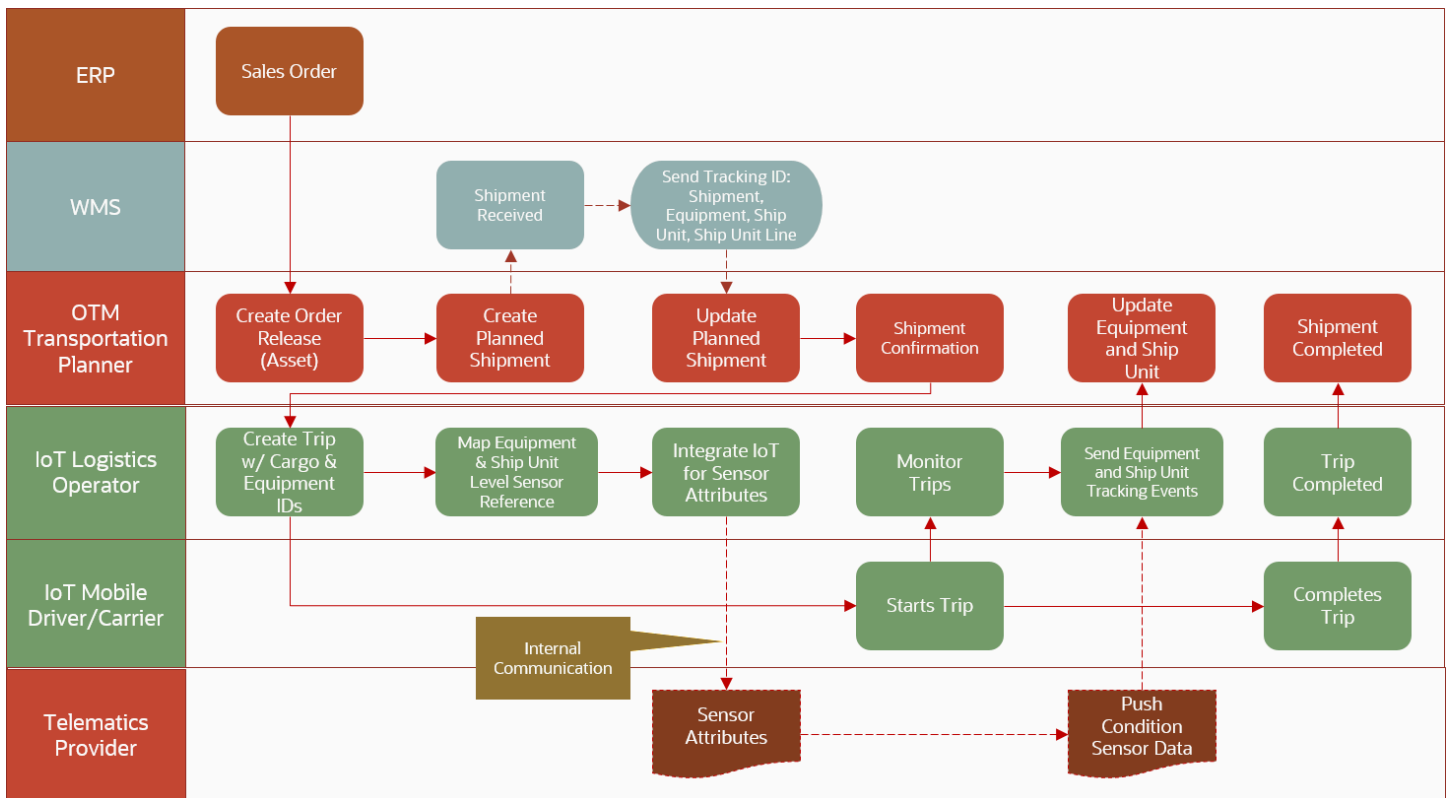 ERP
Sales Order
WMS
Shipment
Received
Send Tracking ID:
Shipment,
Equipment, Ship
Unit, Ship Unit Line
OTM
Transportation
Planner
Create Order
Release
(Asset)
Create
Planned
Shipment
Update
Planned
Shipment
Shipment
Confirmation
Update
Equipment
and Ship
Unit
Shipment
Completed
IoT Logistics
Operator
Create Trip
w/ Cargo &
Equipment
IDs
Map Equipment
& Ship Unit
Level Sensor
Reference
Integrate IoT
for Sensor
Attributes
Monitor
Trips
Send Equipment
and Ship Unit
Tracking Events
Trip
Completed
IoT Mobile
Driver/Carrier
Starts Trip
Completes
Trip
Internal
Communication
Telematics
Provider
Sensor
Attributes
Push
Condition
Sensor Data